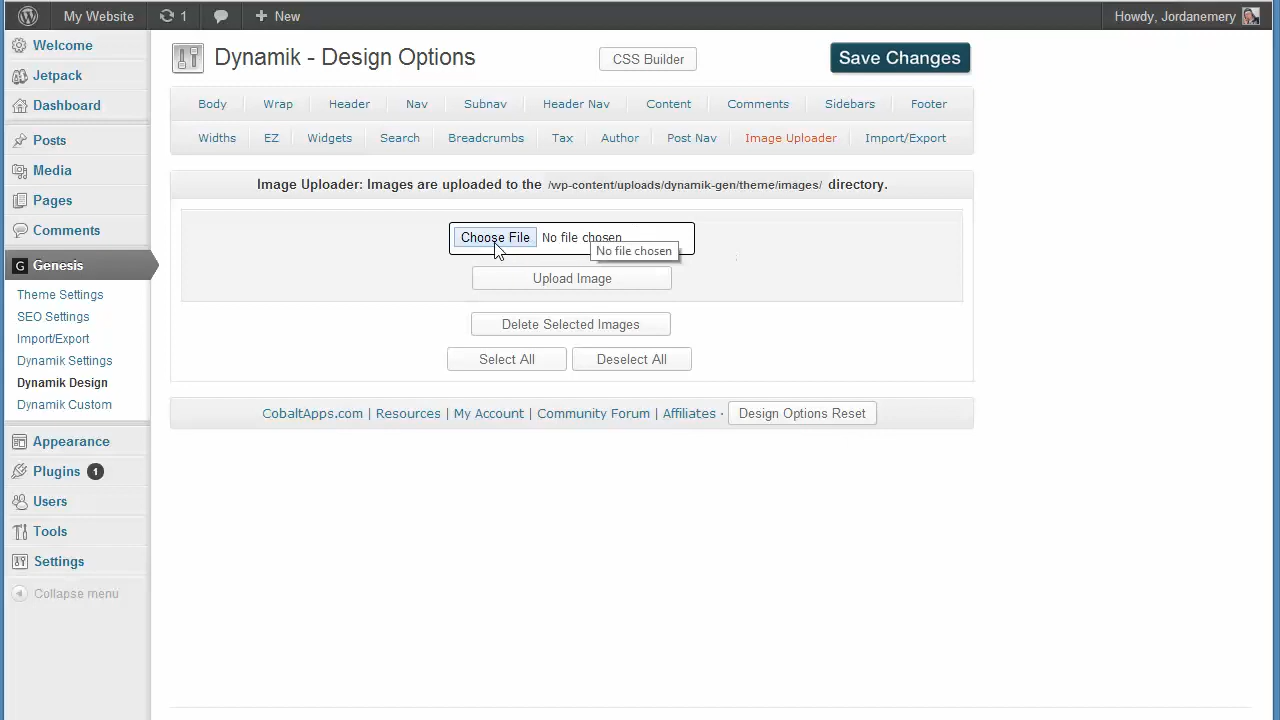 My Website 1 + New Howdy, Jordanemery
Welcome
Jetpack
Dashboard
Posts
Media
Pages
Comments
G Genesis
Theme Settings
SEO Settings
Import/Export
Dynamik Settings
Dynamik Design
Dynamik Custom
Appearance
Plugins 1
Users
Tools
Settings
Collapse menu
Dynamik - Design Options CSS Builder Save Changes
Body Wrap Header Nav Subnav Header Nav Content Comments Sidebars Footer
Widths EZ Widgets Search Breadcrumbs Tax Author Post Nav Image Uploader Import/Export
Image Uploader: Images are uploaded to the /wp-content/uploads/dynamik-gen/theme/images/ directory.
Choose File No file chosen
No file chosen
Upload Image
Delete Selected Images
Select All Deselect All
CobaltApps.com | Resources | My Account | Community Forum | Affiliates · Design Options Reset